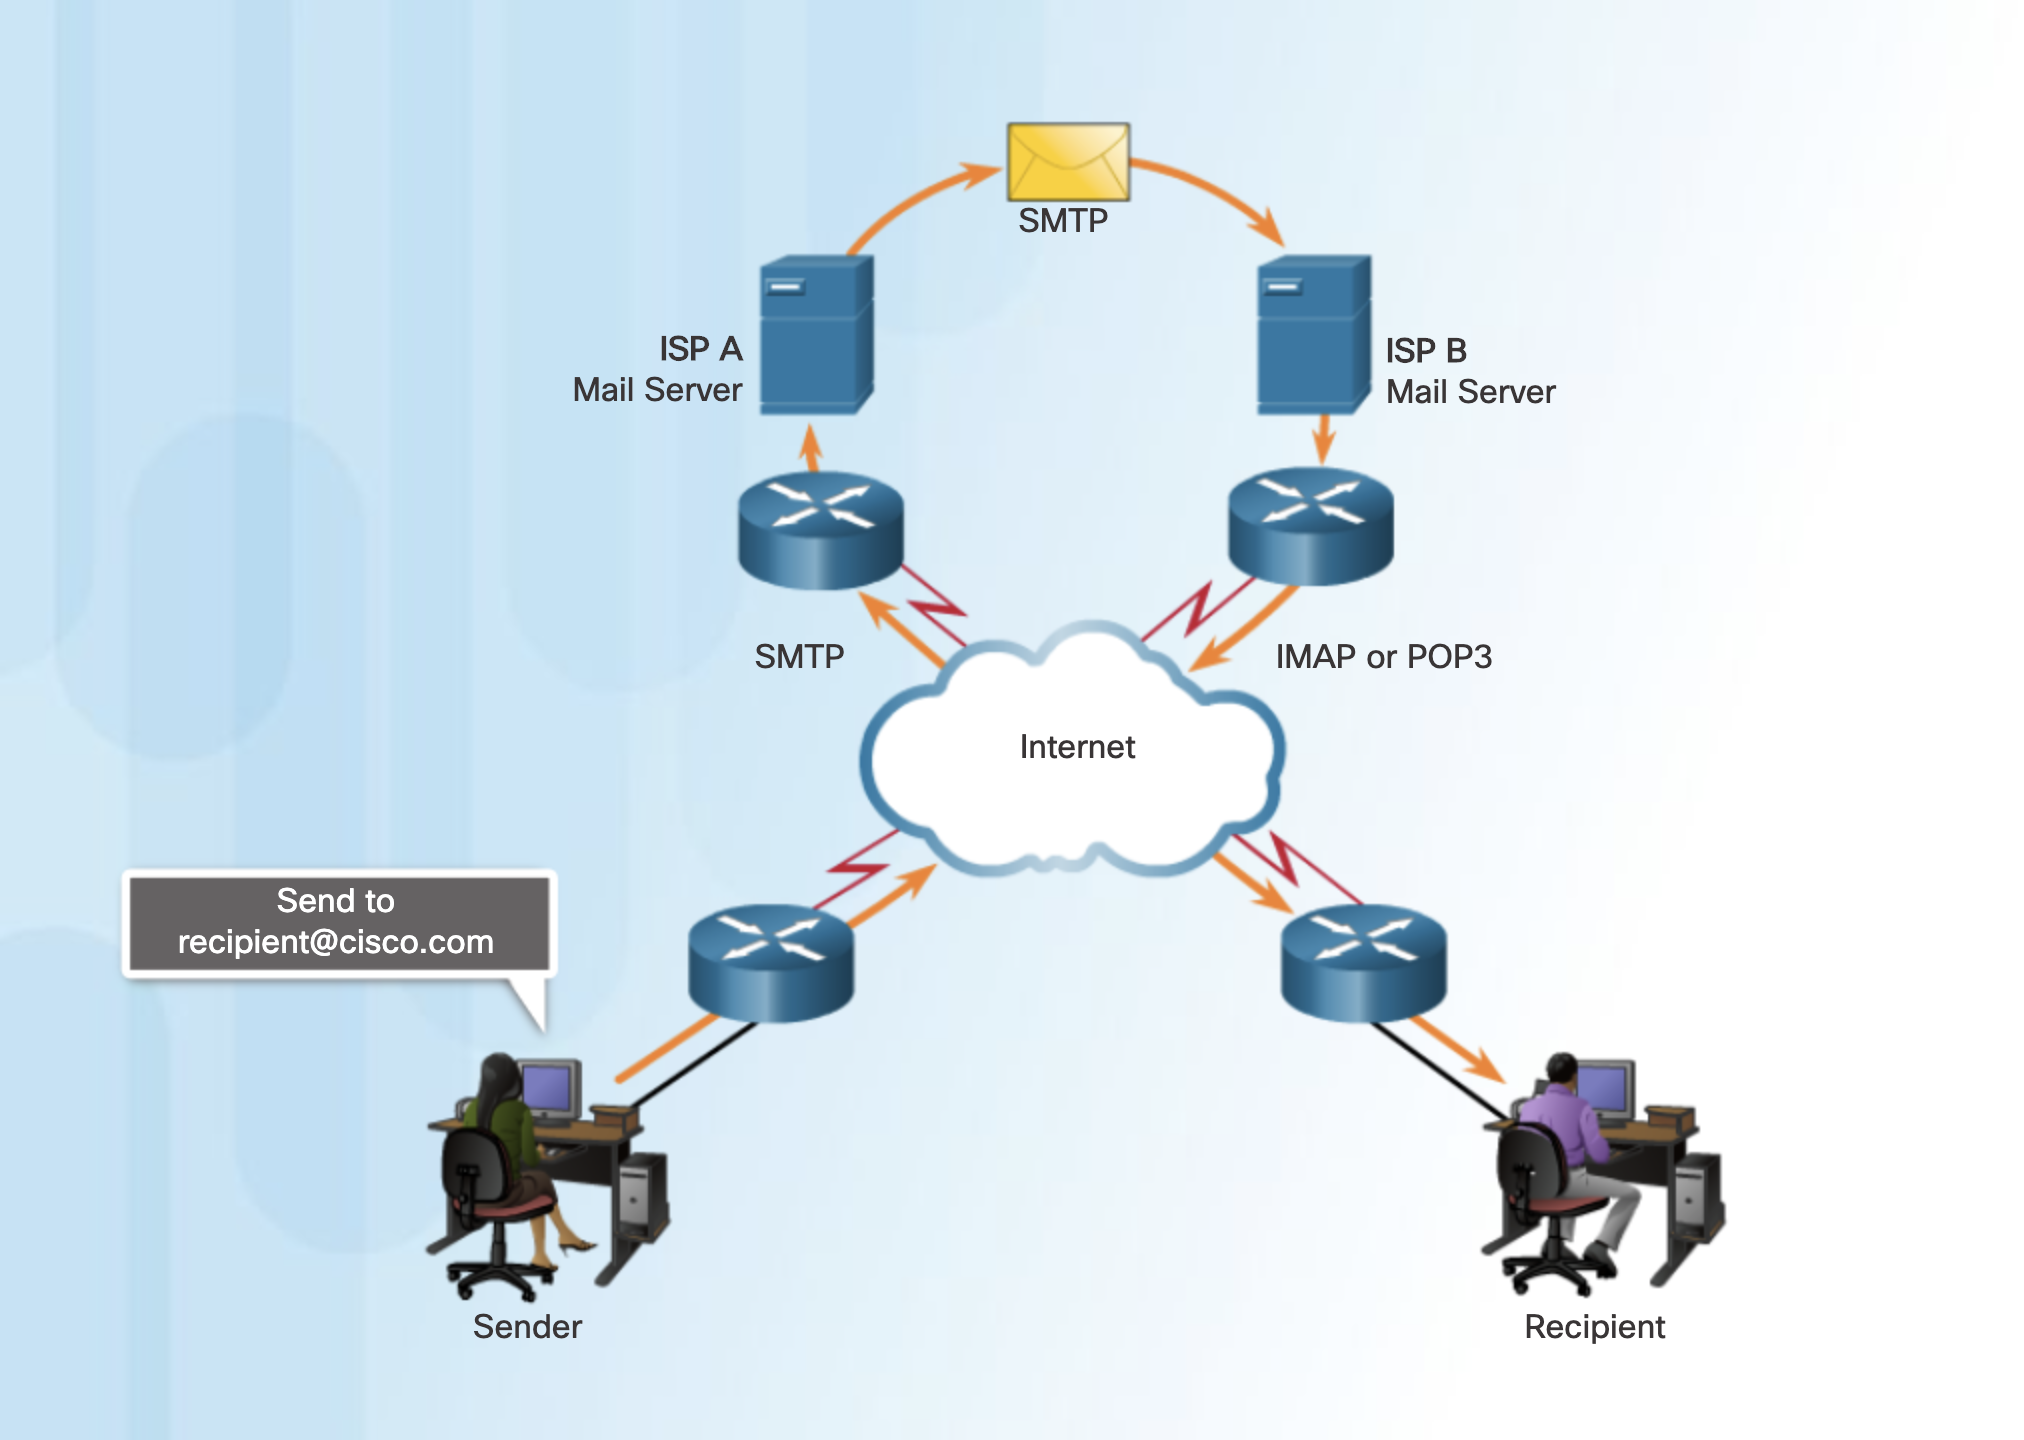 SMTP
ISP A
Mail Server
ISP B
Mail Server
SMTP
IMAP or POP3
Internet
Send to
recipient@cisco.com
Sender
Recipient